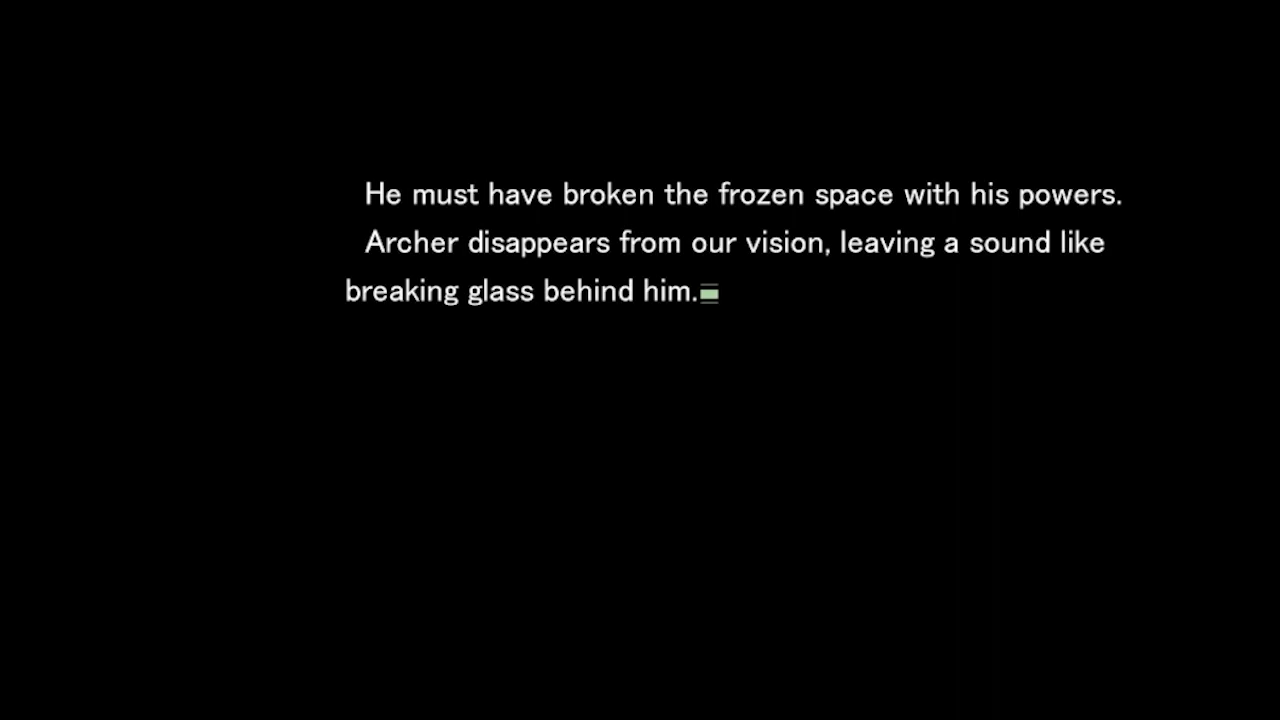 He must have broken the frozen space with his powers.
Archer disappears from our vision, leaving a sound like
breaking glass behind him.